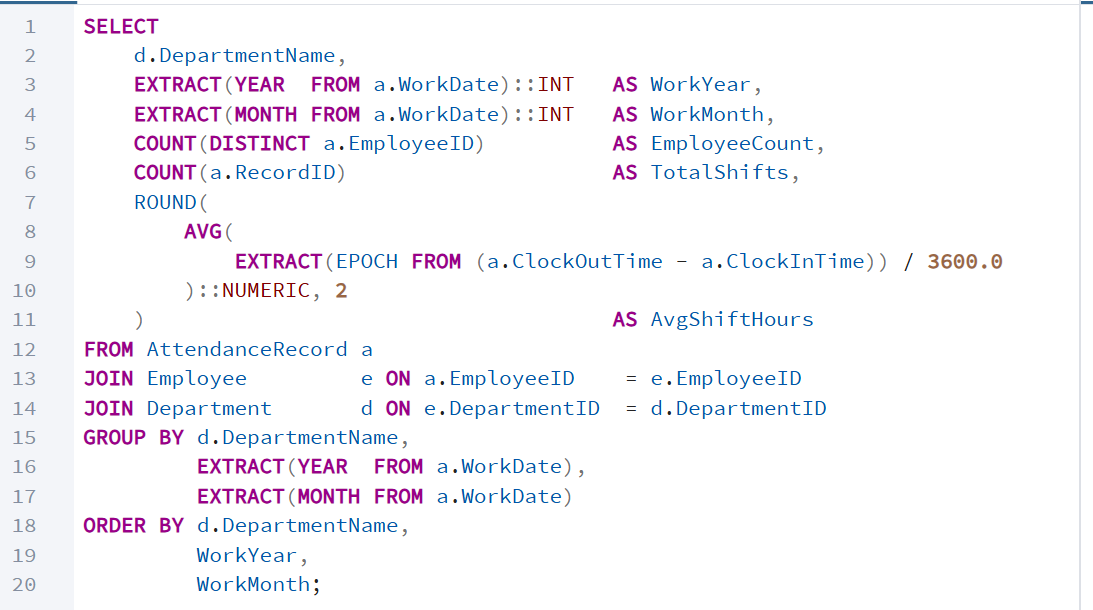 1 SELECT
2     d.DepartmentName,
3     EXTRACT(YEAR  FROM a.WorkDate)::INT   AS WorkYear,
4     EXTRACT(MONTH FROM a.WorkDate)::INT   AS WorkMonth,
5     COUNT(DISTINCT a.EmployeeID)          AS EmployeeCount,
6     COUNT(a.RecordID)                     AS TotalShifts,
7     ROUND(
8         AVG(
9             EXTRACT(EPOCH FROM (a.ClockOutTime - a.ClockInTime)) / 3600.0
10         )::NUMERIC, 2
11     )                                     AS AvgShiftHours
12 FROM AttendanceRecord a
13 JOIN Employee         e ON a.EmployeeID    = e.EmployeeID
14 JOIN Department       d ON e.DepartmentID  = d.DepartmentID
15 GROUP BY d.DepartmentName,
16          EXTRACT(YEAR  FROM a.WorkDate),
17          EXTRACT(MONTH FROM a.WorkDate)
18 ORDER BY d.DepartmentName,
19          WorkYear,
20          WorkMonth;